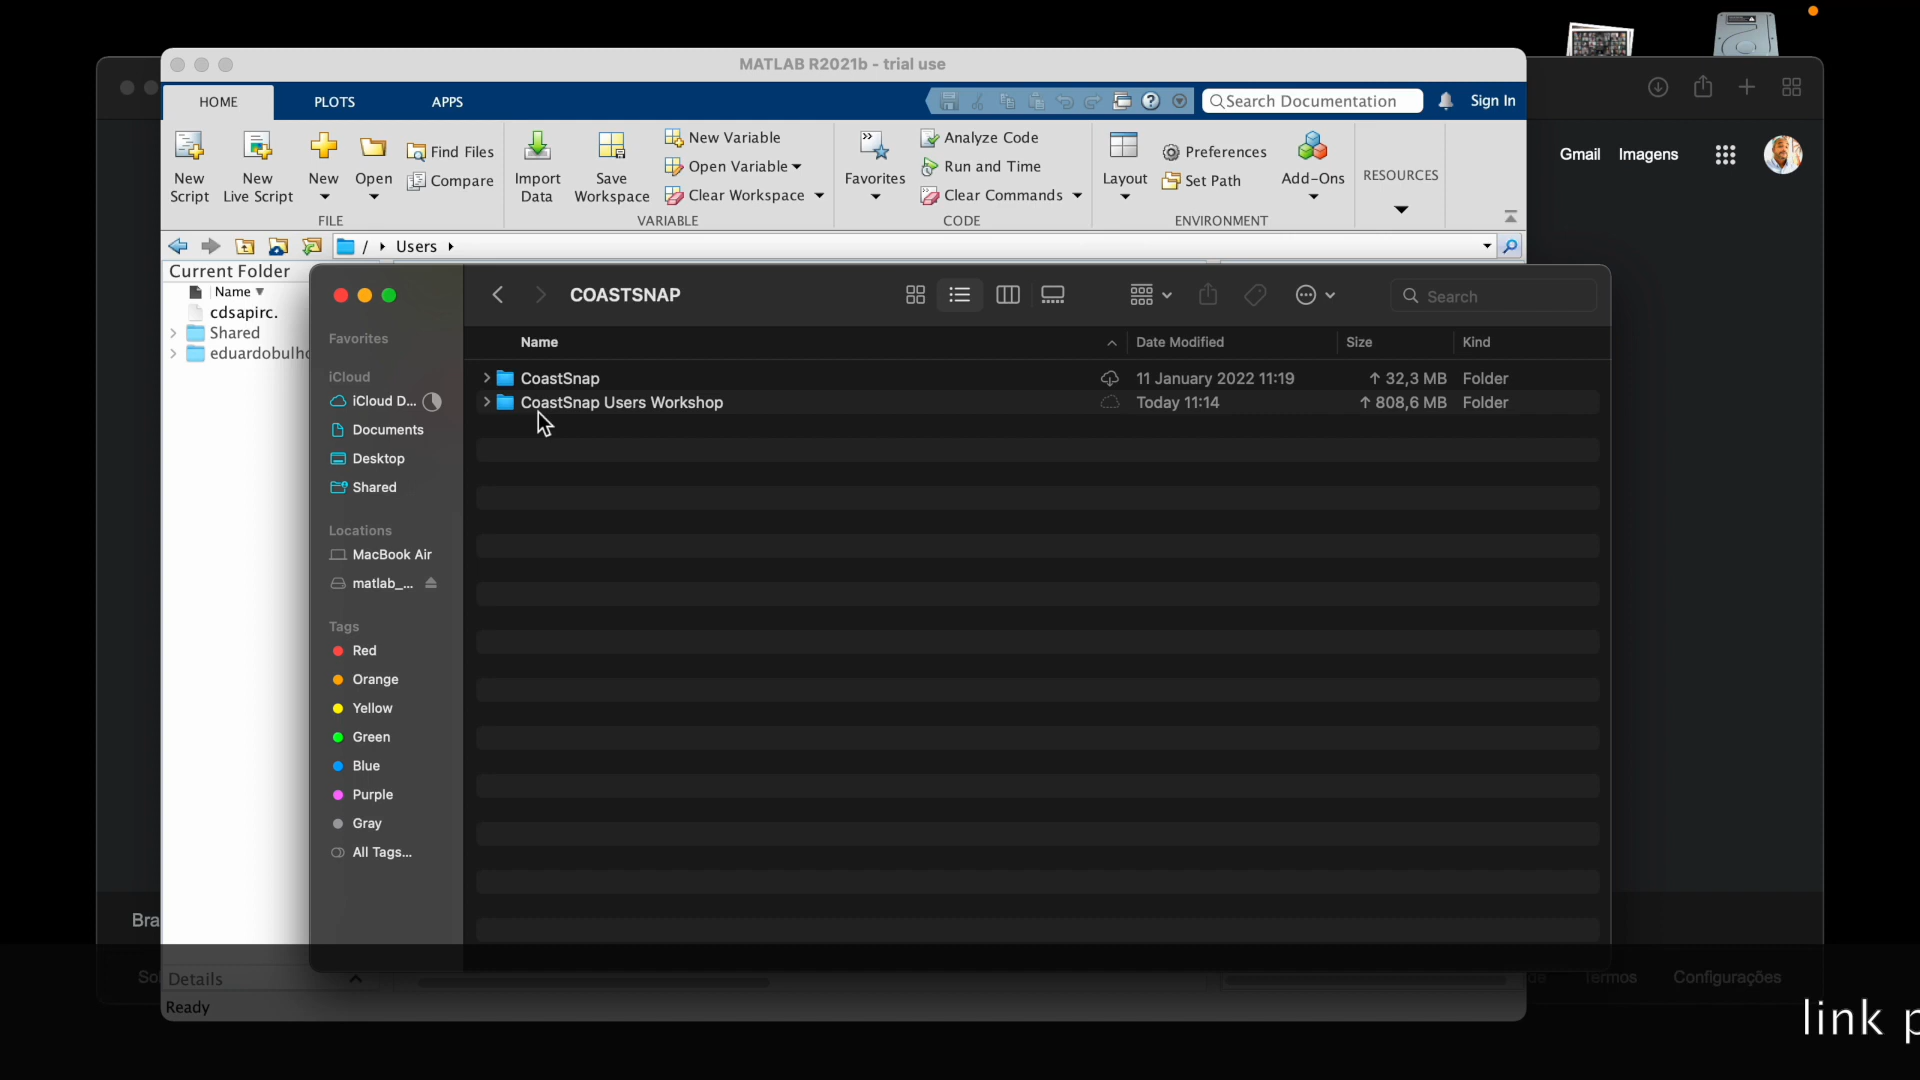 MATLAB R2021b - trial use
HOME PLOTS APPS Search Documentation Sign In
Gmail Imagens
New Script
New Live Script
New
Open
Find Files
Compare
FILE
Import Data
Save Workspace
New Variable
Open Variable
Clear Workspace
VARIABLE
Favorites
Analyze Code
Run and Time
Clear Commands
CODE
Layout
Preferences
Set Path
Add-Ons
ENVIRONMENT
RESOURCES
/ Users
Current Folder
Name
cdsapirc.
Shared
eduardobulh
COASTSNAP
Search
Favorites
iCloud
iCloud D...
Documents
Desktop
Shared
Locations
MacBook Air
matlab_...
Tags
Red
Orange
Yellow
Green
Blue
Purple
Gray
All Tags...
Name Date Modified Size Kind
CoastSnap 11 January 2022 11:19 ↑ 32,3 MB Folder
CoastSnap Users Workshop Today 11:14 ↑ 808,6 MB Folder
Bra
So
Details
Ready
de Termos Configurações
link p